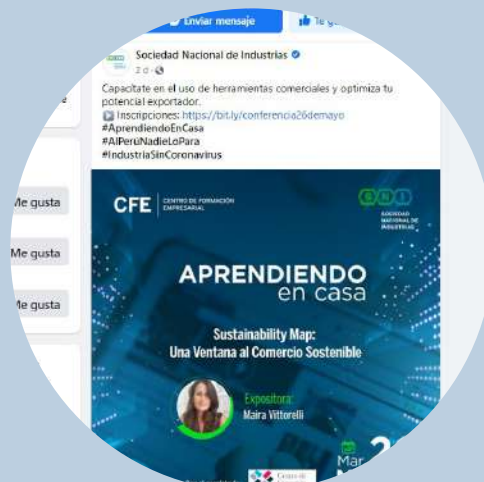 Enviar mensaje
Sociedad Nacional de Industrias
2 d
Capacítate en el uso de herramientas comerciales y optimiza tu
potencial exportador.
Inscripciones: https://bit.ly/conferencia26demayo
#AprendiendoEnCasa
#AlPerúNadieLoPara
#IndustriaSinCoronavirus
Me gusta
Me gusta
Me gusta
CFE CENTRO DE FORMACIÓN
EMPRESARIAL
SNI
SOCIEDAD
NACIONAL DE
INDUSTRIAS
APRENDIENDO
en casa
Sustainability Map:
Una Ventana al Comercio Sostenible
Expositora:
Maira Vittorelli
Mar